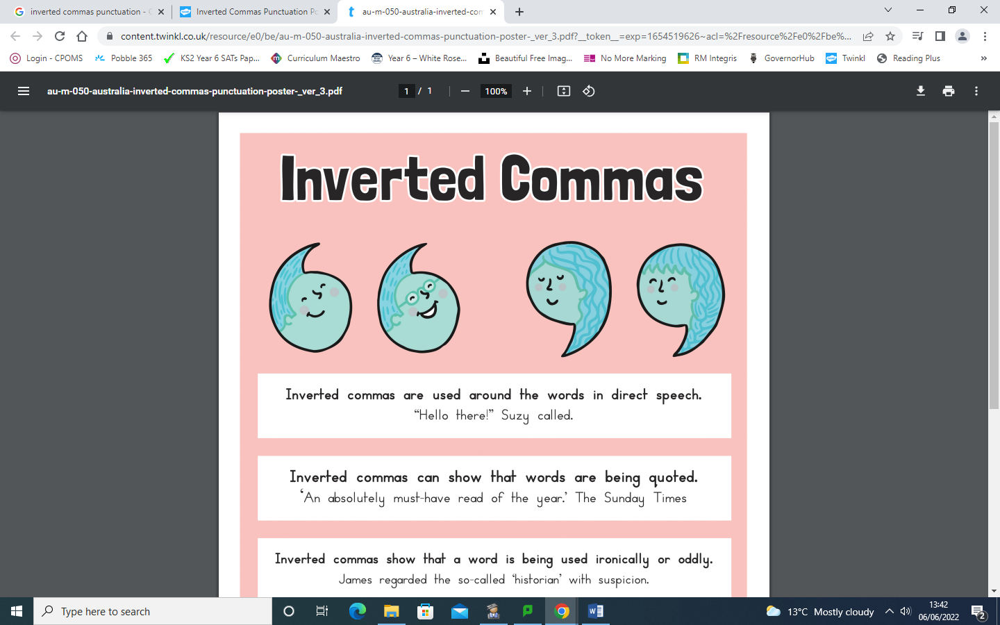 inverted commas punctuation - G
Inverted Commas Punctuation Po
au-m-050-australia-inverted-com
content.twinkl.co.uk/resource/e0/be/au-m-050-australia-inverted-commas-punctuation-poster-_ver_3.pdf?__token__=exp=1654519626~acl=%2Fresource%2Fe0%2Fbe%...
Login - CPOMS Pobble 365 KS2 Year 6 SATs Pap... Curriculum Maestro Year 6 – White Rose... Beautiful Free Imag... No More Marking RM Integris GovernorHub Twinkl Reading Plus »
au-m-050-australia-inverted-commas-punctuation-poster-_ver_3.pdf 1 / 1 100%
Inverted Commas
Inverted commas are used around the words in direct speech.
“Hello there!” Suzy called.
Inverted commas can show that words are being quoted.
‘An absolutely must-have read of the year.’ The Sunday Times
Inverted commas show that a word is being used ironically or oddly.
James regarded the so-called ‘historian’ with suspicion.
Type here to search
13°C Mostly cloudy
13:42
06/06/2022
2